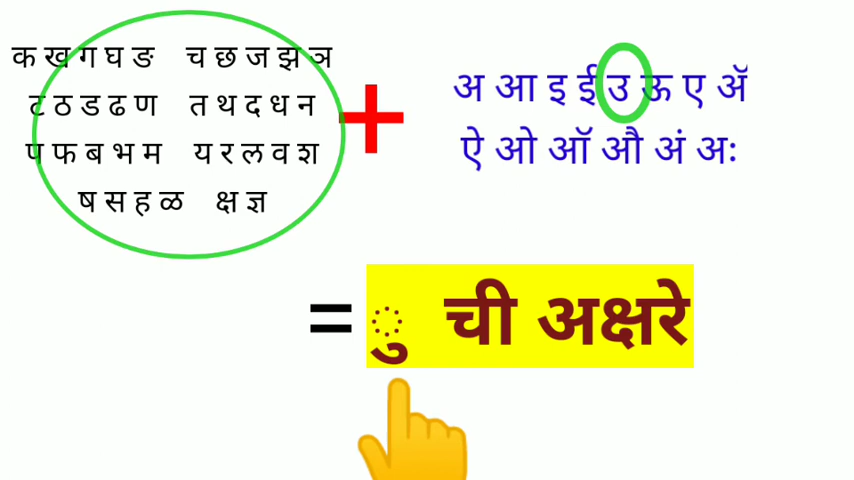 क ख ग घ ङ च छ ज झ ञ
ट ठ ड ढ ण त थ द ध न
प फ ब भ म य र ल व श
ष स ह ळ क्ष ज्ञ
+
अ आ इ ई उ ऊ ए ॲ
ऐ ओ ऑ औ अं अः
= ु ची अक्षरे